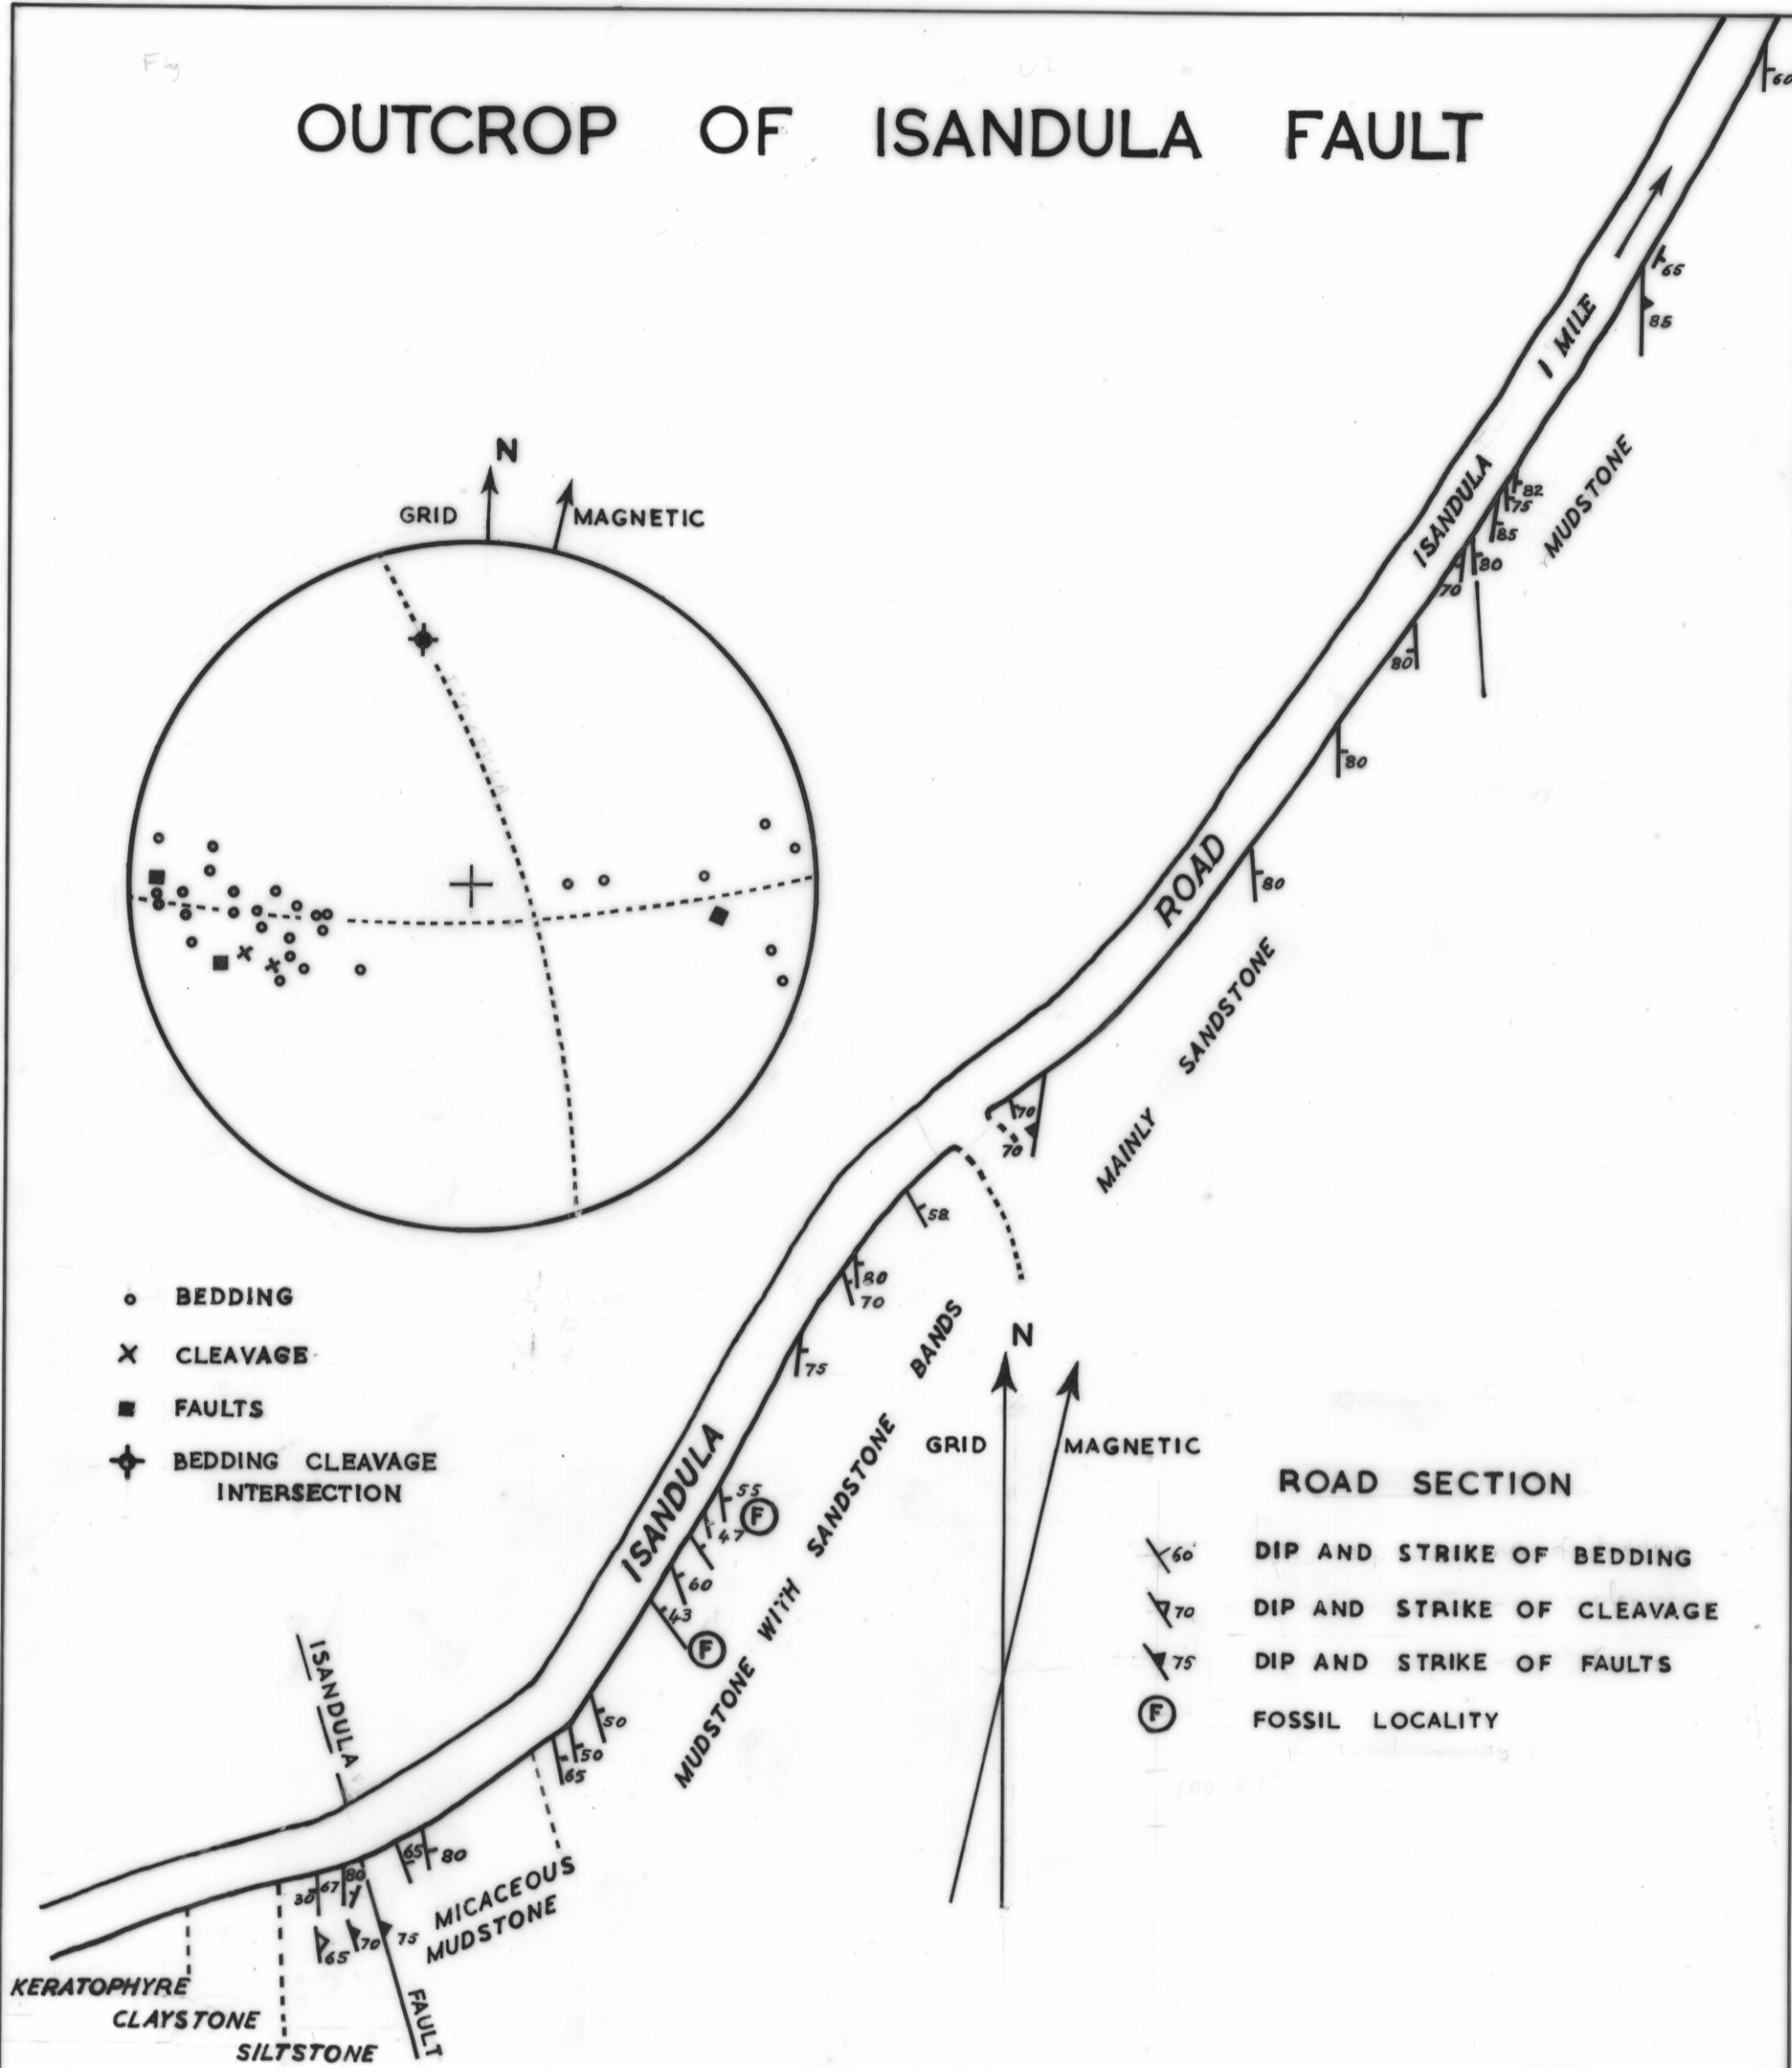 OUTCROP OF ISANDULA FAULT
N
GRID
MAGNETIC
BEDDING
CLEAVAGE
FAULTS
BEDDING CLEAVAGE
INTERSECTION
60
65
85
1 MILE
ISANDULA
MUDSTONE
82
75
85
80
70
80
80
80
ROAD
MAINLY SANDSTONE
70
70
58
80
70
75
MUDSTONE WITH SANDSTONE BANDS
ISANDULA
55
F
47
60
43
F
50
50
65
80
65
80
67
30
65
70
75
ISANDULA
FAULT
MICACEOUS
MUDSTONE
KERATOPHYRE
CLAYSTONE
SILTSTONE
N
GRID
MAGNETIC
ROAD SECTION
60 DIP AND STRIKE OF BEDDING
70 DIP AND STRIKE OF CLEAVAGE
75 DIP AND STRIKE OF FAULTS
F FOSSIL LOCALITY
100' = 1"